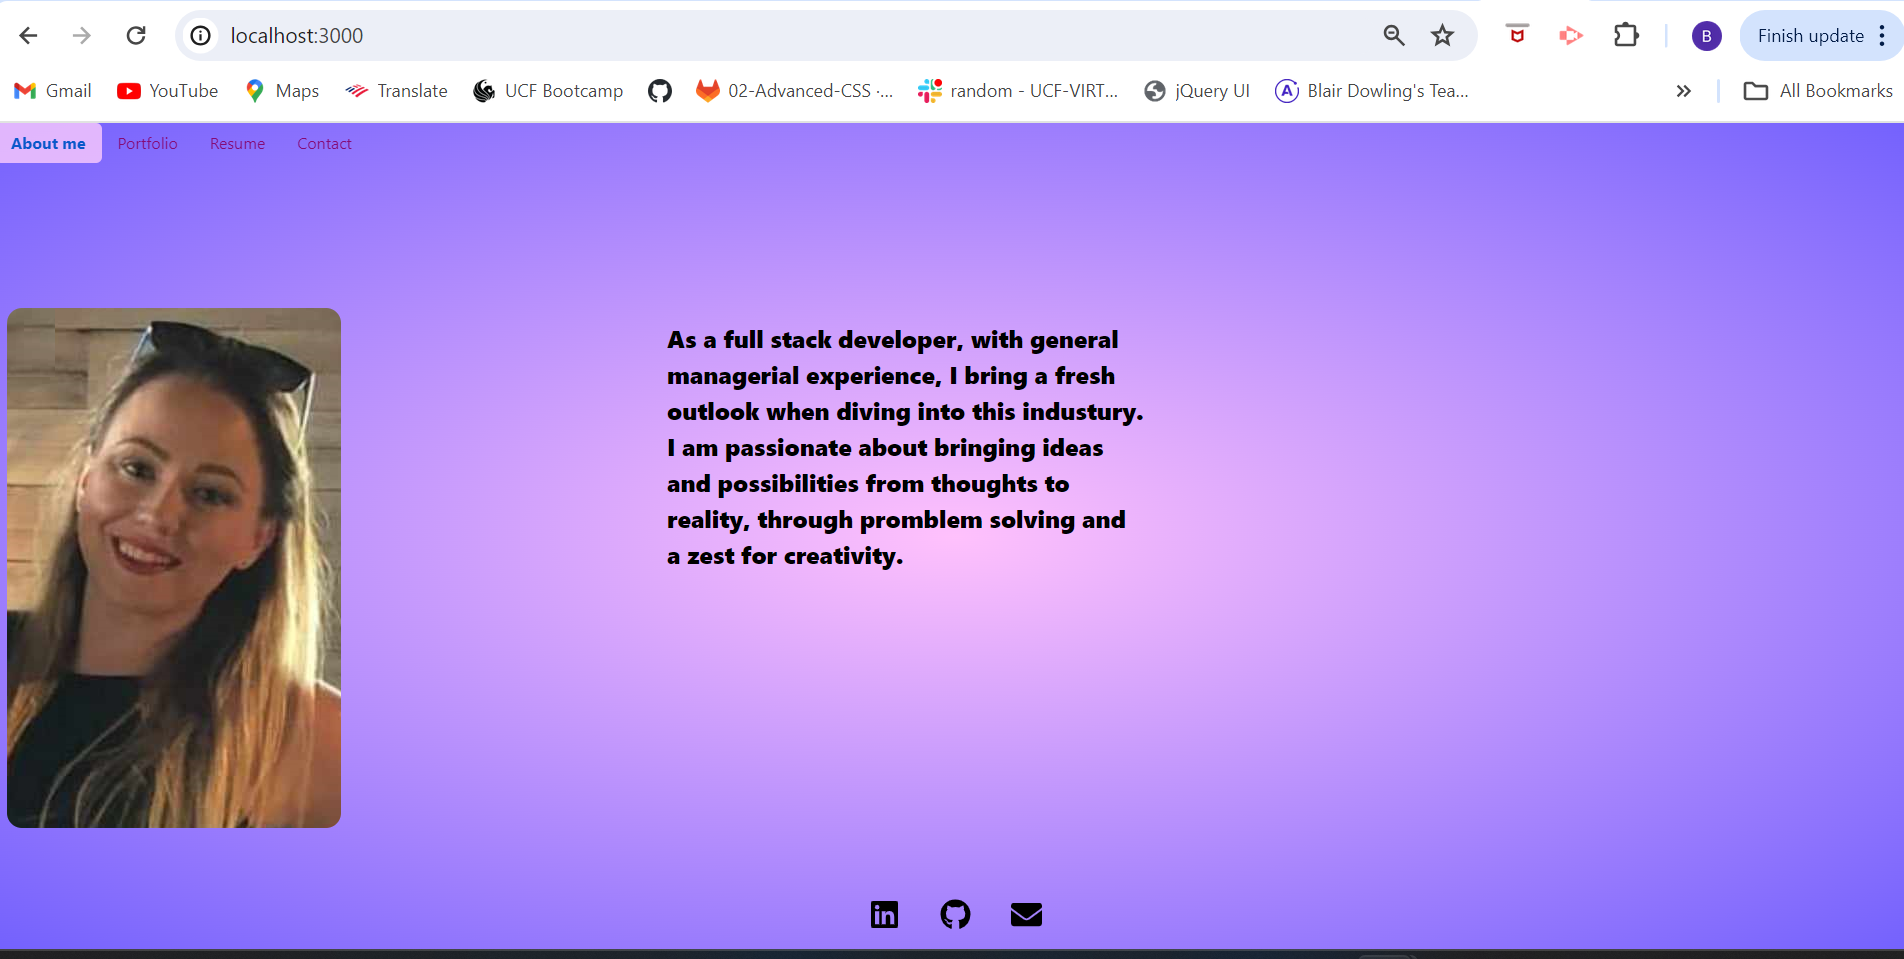 localhost:3000
B
Finish update
Gmail
YouTube
Maps
Translate
UCF Bootcamp
02-Advanced-CSS ·...
random - UCF-VIRT...
jQuery UI
A
Blair Dowling's Tea...
All Bookmarks
About me
Portfolio
Resume
Contact
As a full stack developer, with general
managerial experience, I bring a fresh
outlook when diving into this industury.
I am passionate about bringing ideas
and possibilities from thoughts to
reality, through promblem solving and
a zest for creativity.
in